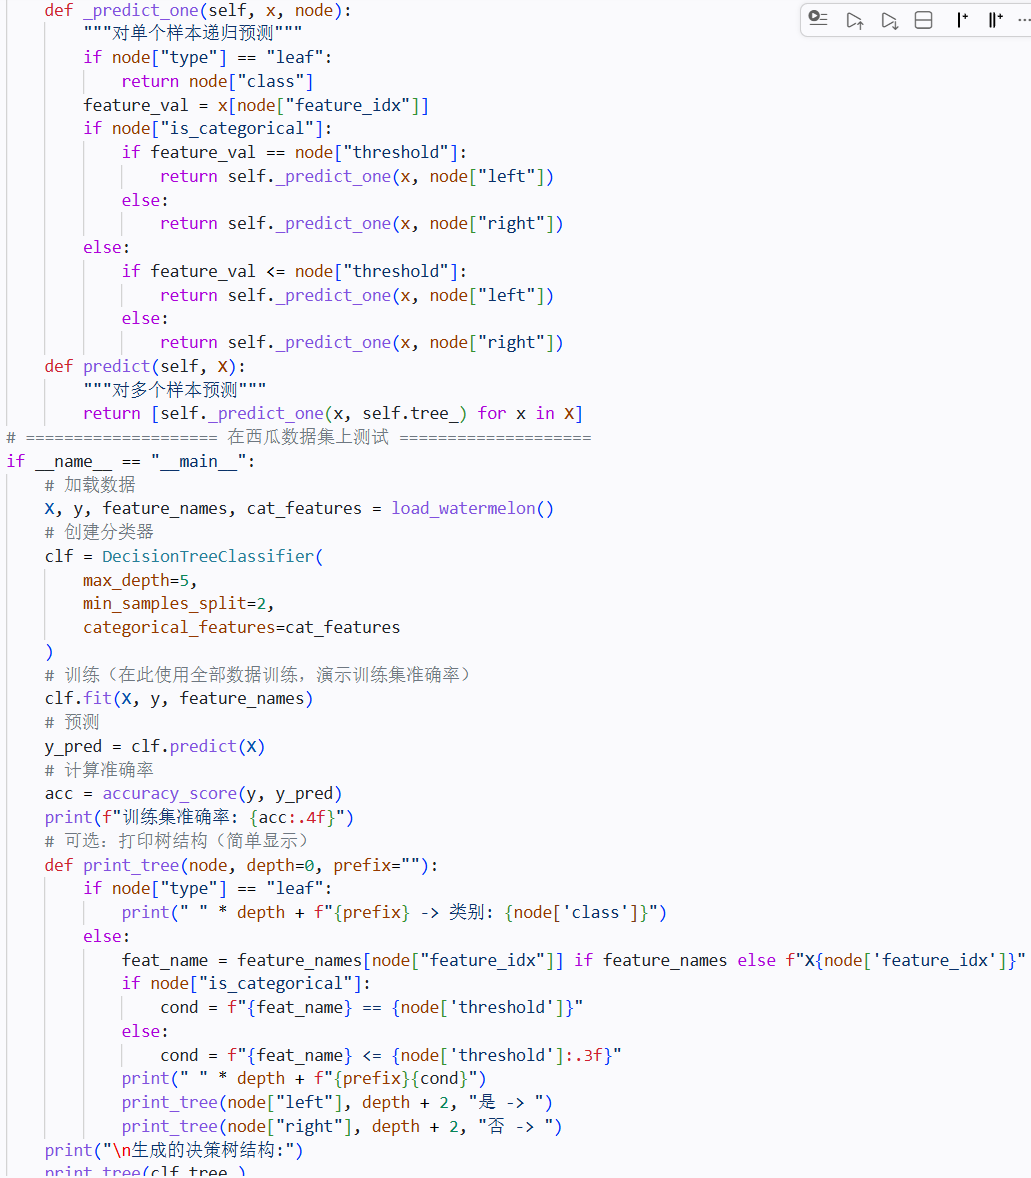 def _predict_one(self, x, node):
    """对单个样本递归预测"""
    if node["type"] == "leaf":
        return node["class"]
    feature_val = x[node["feature_idx"]]
    if node["is_categorical"]:
        if feature_val == node["threshold"]:
            return self._predict_one(x, node["left"])
        else:
            return self._predict_one(x, node["right"])
    else:
        if feature_val <= node["threshold"]:
            return self._predict_one(x, node["left"])
        else:
            return self._predict_one(x, node["right"])
def predict(self, X):
    """对多个样本预测"""
    return [self._predict_one(x, self.tree_) for x in X]
# ==================== 在西瓜数据集上测试 ====================
if __name__ == "__main__":
    # 加载数据
    X, y, feature_names, cat_features = load_watermelon()
    # 创建分类器
    clf = DecisionTreeClassifier(
        max_depth=5,
        min_samples_split=2,
        categorical_features=cat_features
    )
    # 训练（在此使用全部数据训练，演示训练集准确率）
    clf.fit(X, y, feature_names)
    # 预测
    y_pred = clf.predict(X)
    # 计算准确率
    acc = accuracy_score(y, y_pred)
    print(f"训练集准确率: {acc:.4f}")
    # 可选：打印树结构（简单显示）
    def print_tree(node, depth=0, prefix=""):
        if node["type"] == "leaf":
            print(" " * depth + f"{prefix} -> 类别: {node['class']}")
        else:
            feat_name = feature_names[node["feature_idx"]] if feature_names else f"X{node['feature_idx']}"
            if node["is_categorical"]:
                cond = f"{feat_name} == {node['threshold']}"
            else:
                cond = f"{feat_name} <= {node['threshold']:.3f}"
            print(" " * depth + f"{prefix}{cond}")
            print_tree(node["left"], depth + 2, "是 -> ")
            print_tree(node["right"], depth + 2, "否 -> ")
    print("\n生成的决策树结构:")
    print_tree(clf.tree_)